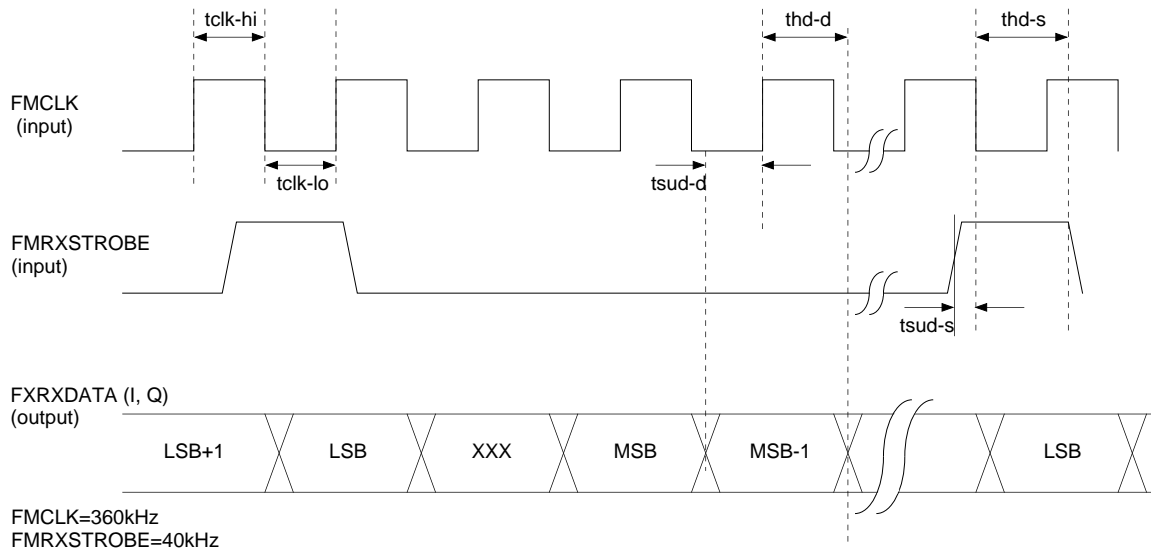 tclk-hi
thd-d
thd-s
FMCLK
(input)
tclk-lo
tsud-d
FMRXSTROBE
(input)
tsud-s
FXRXDATA (I, Q)
(output)
LSB+1
LSB
XXX
MSB
MSB-1
LSB
FMCLK=360kHz
FMRXSTROBE=40kHz